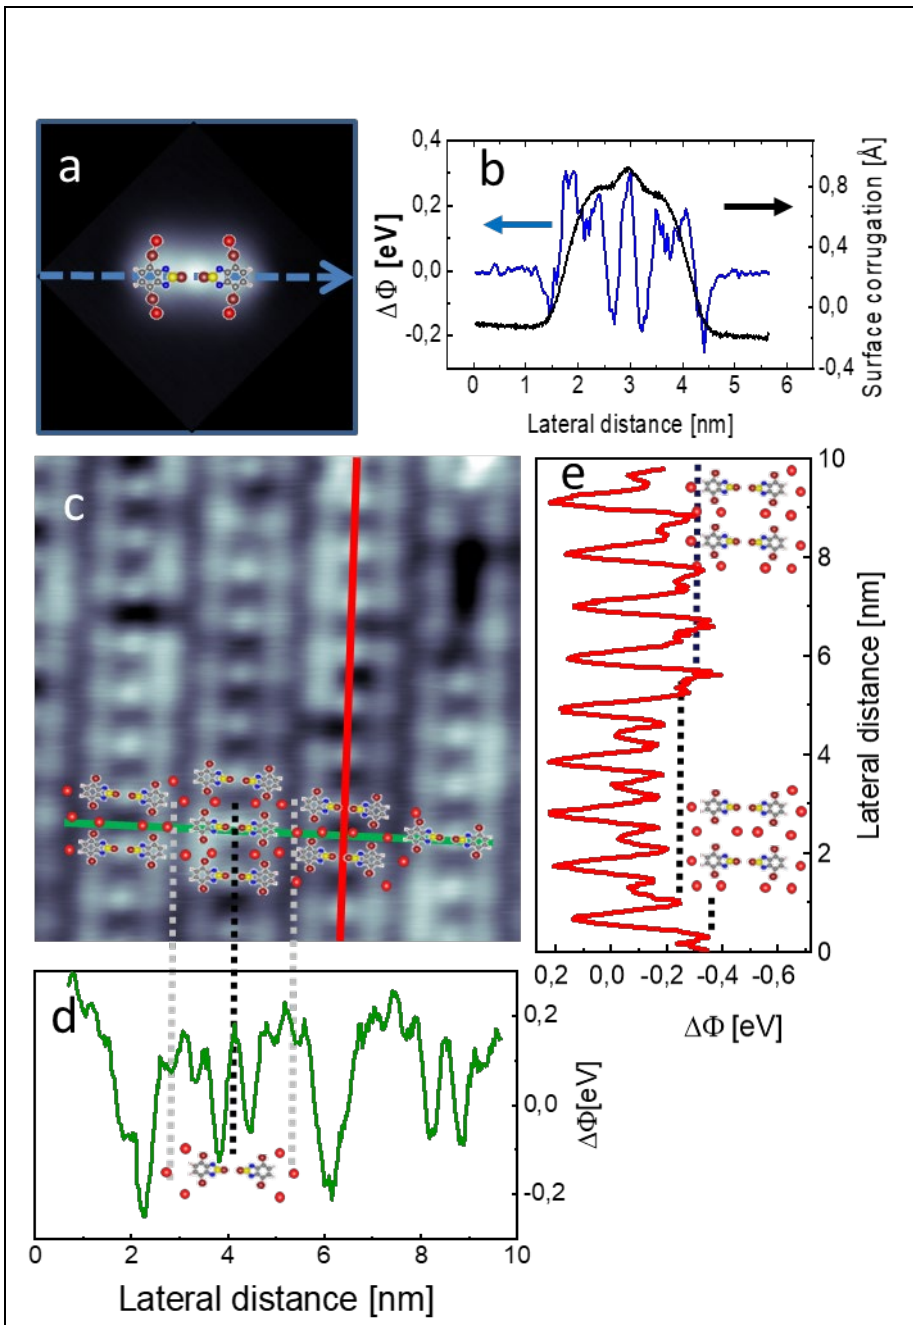 a
b
0,4
0,2
0,0
-0,2
ΔΦ [eV]
0,8
0,4
0,0
-0,4
Surface corrugation [Å]
0 1 2 3 4 5 6
Lateral distance [nm]
c
e
10
8
6
4
2
0
Lateral distance [nm]
0,2 0,0 -0,2 -0,4 -0,6
ΔΦ [eV]
d
0,2
0,0
-0,2
ΔΦ[eV]
0 2 4 6 8 10
Lateral distance [nm]